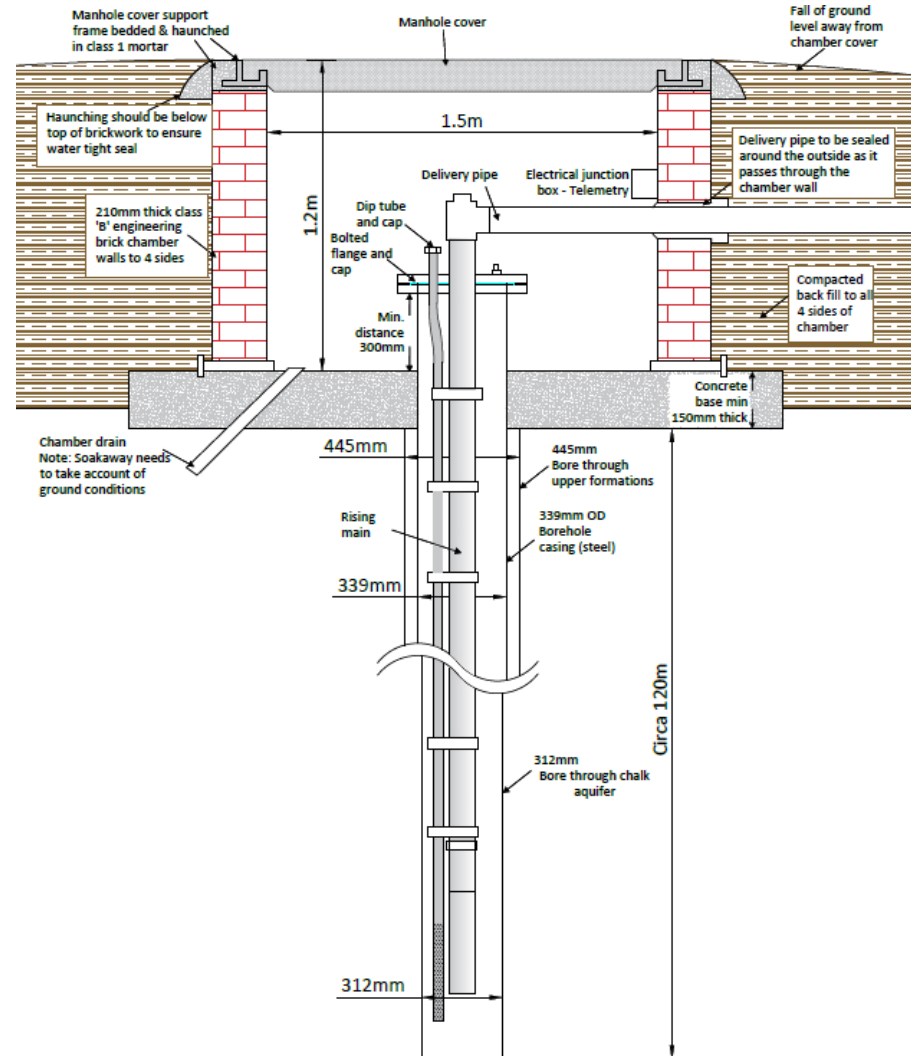 Manhole cover support
frame bedded & haunched
in class 1 mortar
Manhole cover
Fall of ground
level away from
chamber cover
Haunching should be below
top of brickwork to ensure
water tight seal
1.5m
Delivery pipe to be sealed
around the outside as it
passes through the
chamber wall
Delivery pipe
Electrical junction
box - Telemetry
210mm thick class
'B' engineering
brick chamber
walls to 4 sides
1.2m
Dip tube
and cap
Bolted
flange and
cap
Min.
distance
300mm
Compacted
back fill to all
4 sides of
chamber
Concrete
base min
150mm thick
Chamber drain
Note: Soakaway needs
to take account of
ground conditions
445mm
445mm
Bore through
upper formations
Rising
main
339mm OD
Borehole
casing (steel)
339mm
Circa 120m
312mm
Bore through chalk
aquifer
312mm